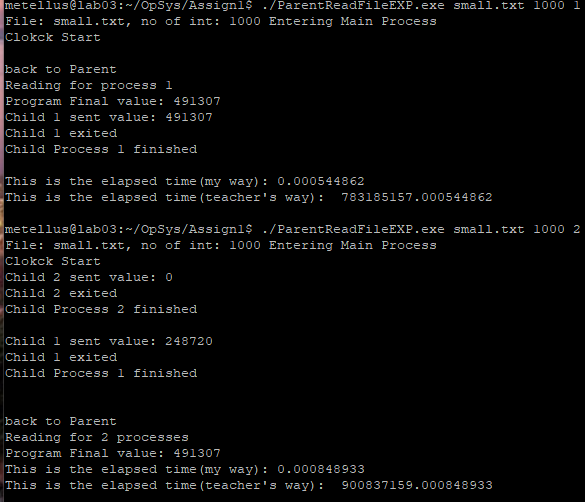 metellus@lab03:~/OpSys/Assign1$ ./ParentReadFileEXP.exe small.txt 1000 1
File: small.txt, no of int: 1000 Entering Main Process
Clokck Start
back to Parent
Reading for process 1
Program Final value: 491307
Child 1 sent value: 491307
Child 1 exited
Child Process 1 finished
This is the elapsed time(my way): 0.000544862
This is the elapsed time(teacher's way):  783185157.000544862
metellus@lab03:~/OpSys/Assign1$ ./ParentReadFileEXP.exe small.txt 1000 2
File: small.txt, no of int: 1000 Entering Main Process
Clokck Start
Child 2 sent value: 0
Child 2 exited
Child Process 2 finished
Child 1 sent value: 248720
Child 1 exited
Child Process 1 finished
back to Parent
Reading for 2 processes
Program Final value: 491307
This is the elapsed time(my way): 0.000848933
This is the elapsed time(teacher's way):  900837159.000848933